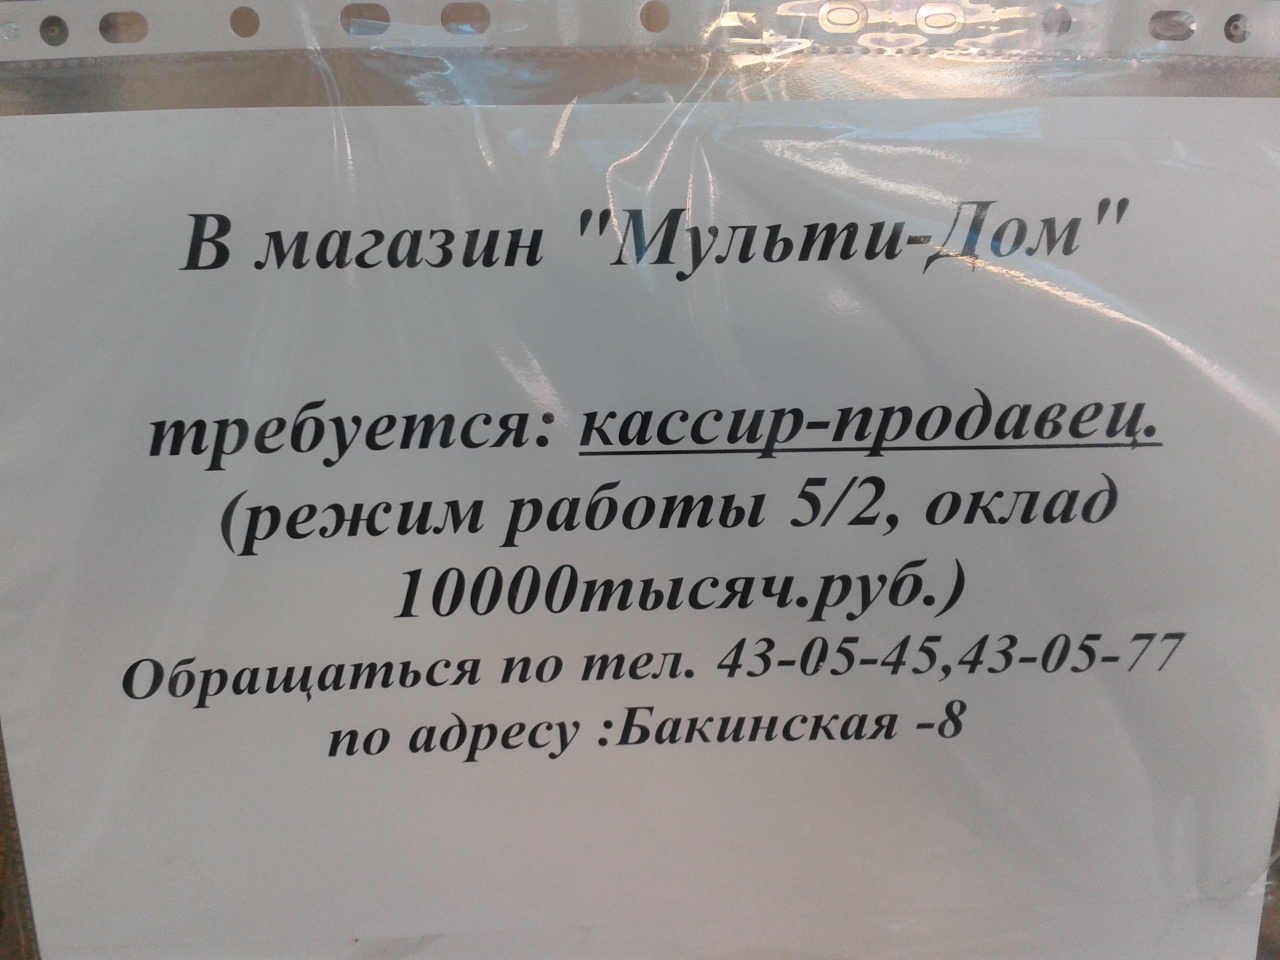 В магазин "Мульти-Дом"
требуется: кассир-продавец.
(режим работы 5/2, оклад
10000тысяч.руб.)
Обращаться по тел. 43-05-45,43-05-77
по адресу :Бакинская -8